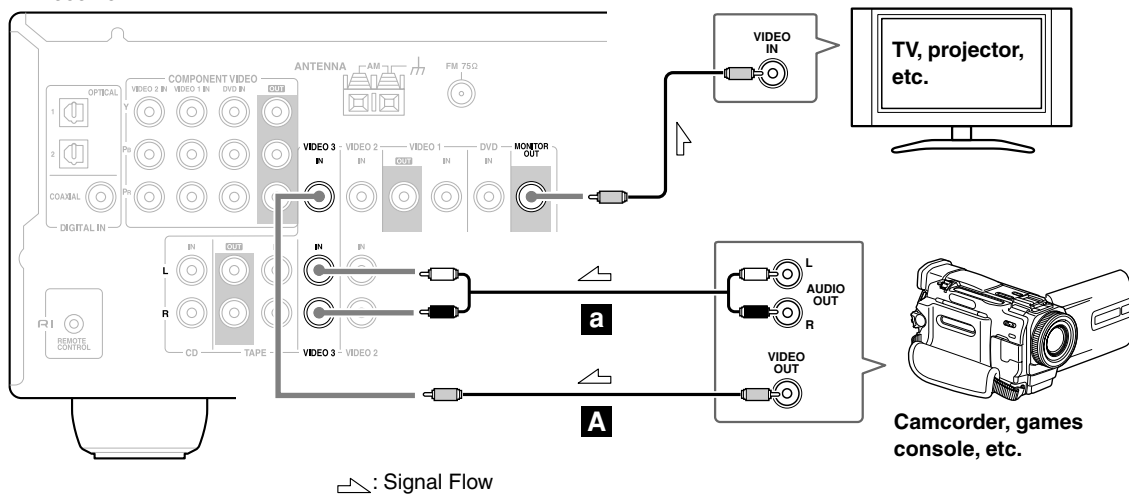 VIDEO IN
TV, projector, etc.
ANTENNA
AM
FM 75Ω
COMPONENT VIDEO
OPTICAL
VIDEO 2 IN VIDEO 1 IN DVD IN OUT
1
Y
2
PB
COAXIAL
PR
DIGITAL IN
VIDEO 3 VIDEO 2 VIDEO 1 DVD MONITOR OUT
IN IN OUT IN IN
IN OUT IN IN
L
R
RI
REMOTE CONTROL
CD TAPE VIDEO 3 VIDEO 2
L
AUDIO OUT
R
a
VIDEO OUT
A
Camcorder, games console, etc.
: Signal Flow